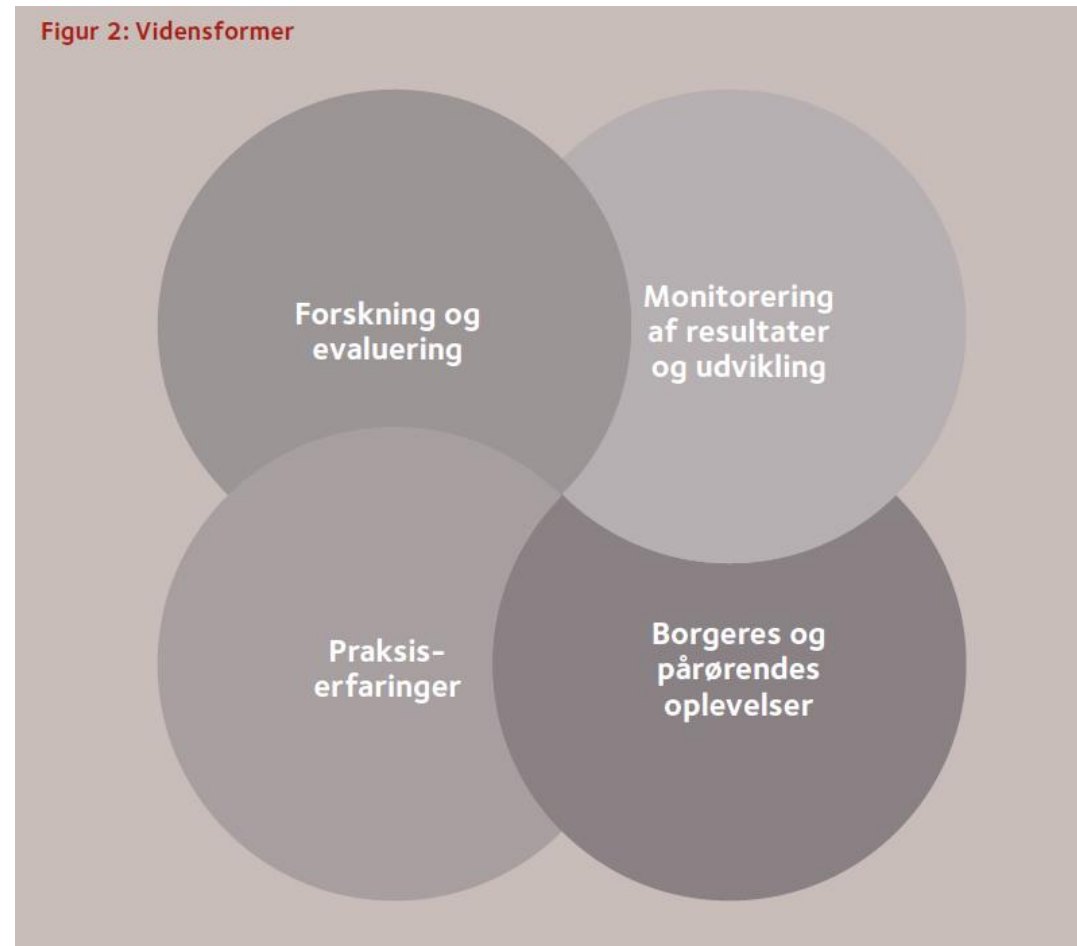 Figur 2: Vidensformer
Forskning og
evaluering
Monitorering
af resultater
og udvikling
Praksis-
erfaringer
Borgeres og
pårørendes
oplevelser